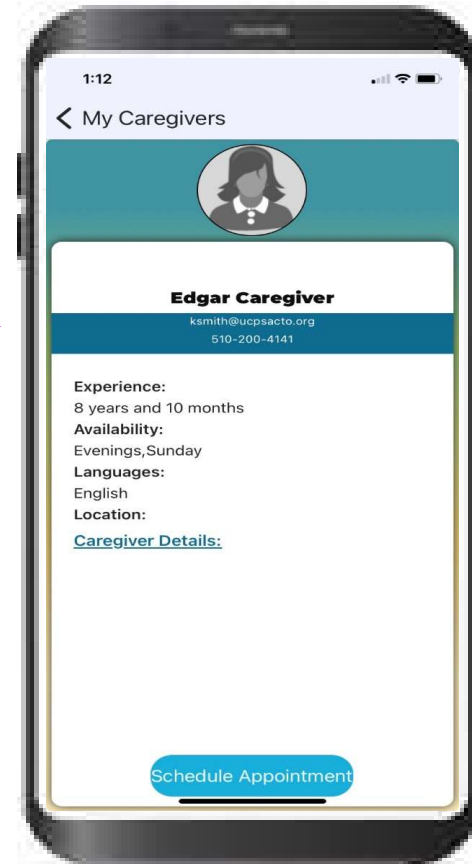 1:12
My Caregivers
Edgar Caregiver
ksmith@ucpsacto.org
510-200-4141
Experience:
8 years and 10 months
Availability:
Evenings,Sunday
Languages:
English
Location:
Caregiver Details:
Schedule Appointment